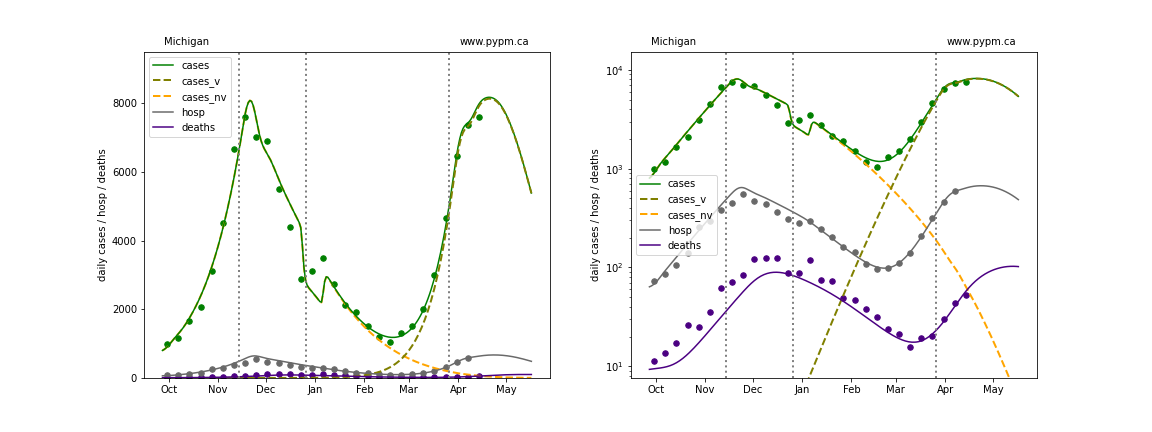 Michigan
www.pypm.ca
cases
cases_v
cases_nv
hosp
deaths
daily cases / hosp / deaths
8000
6000
4000
2000
0
Oct
Nov
Dec
Jan
Feb
Mar
Apr
May
Michigan
www.pypm.ca
cases
cases_v
cases_nv
hosp
deaths
daily cases / hosp / deaths
10⁴
10³
10²
10¹
Oct
Nov
Dec
Jan
Feb
Mar
Apr
May